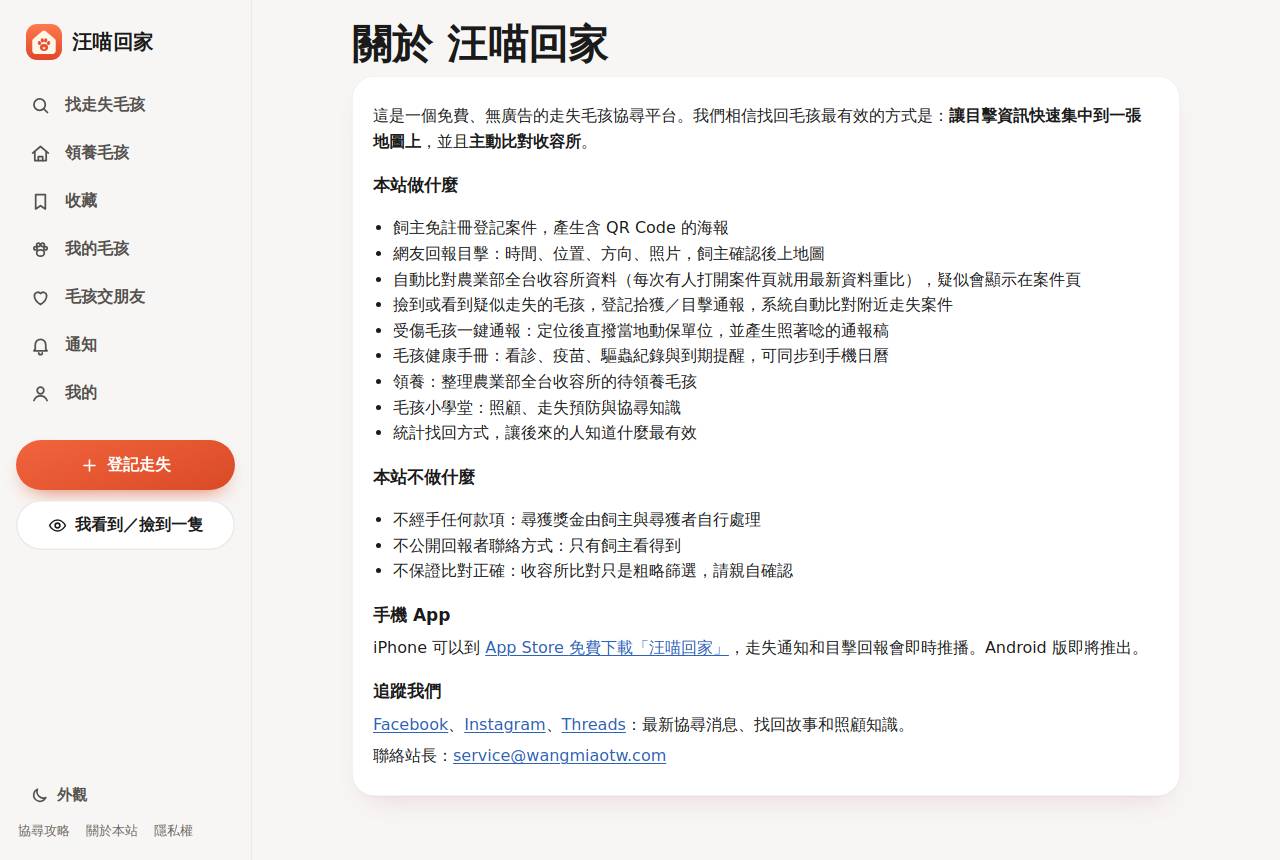 汪喵回家
找走失毛孩
領養毛孩
收藏
我的毛孩
毛孩交朋友
通知
我的
登記走失
我看到／撿到一隻
外觀
協尋攻略 關於本站 隱私權
關於 汪喵回家
這是一個免費、無廣告的走失毛孩協尋平台。我們相信找回毛孩最有效的方式是：讓目擊資訊快速集中到一張
地圖上，並且主動比對收容所。
本站做什麼
• 飼主免註冊登記案件，產生含 QR Code 的海報
• 網友回報目擊：時間、位置、方向、照片，飼主確認後上地圖
• 自動比對農業部全台收容所資料（每次有人打開案件頁就用最新資料重比），疑似會顯示在案件頁
• 撿到或看到疑似走失的毛孩，登記拾獲／目擊通報，系統自動比對附近走失案件
• 受傷毛孩一鍵通報：定位後直撥當地動保單位，並產生照著唸的通報稿
• 毛孩健康手冊：看診、疫苗、驅蟲紀錄與到期提醒，可同步到手機日曆
• 領養：整理農業部全台收容所的待領養毛孩
• 毛孩小學堂：照顧、走失預防與協尋知識
• 統計找回方式，讓後來的人知道什麼最有效
本站不做什麼
• 不經手任何款項：尋獲獎金由飼主與尋獲者自行處理
• 不公開回報者聯絡方式：只有飼主看得到
• 不保證比對正確：收容所比對只是粗略篩選，請親自確認
手機 App
iPhone 可以到 App Store 免費下載「汪喵回家」，走失通知和目擊回報會即時推播。Android 版即將推出。
追蹤我們
Facebook、Instagram、Threads：最新協尋消息、找回故事和照顧知識。
聯絡站長：service@wangmiaotw.com